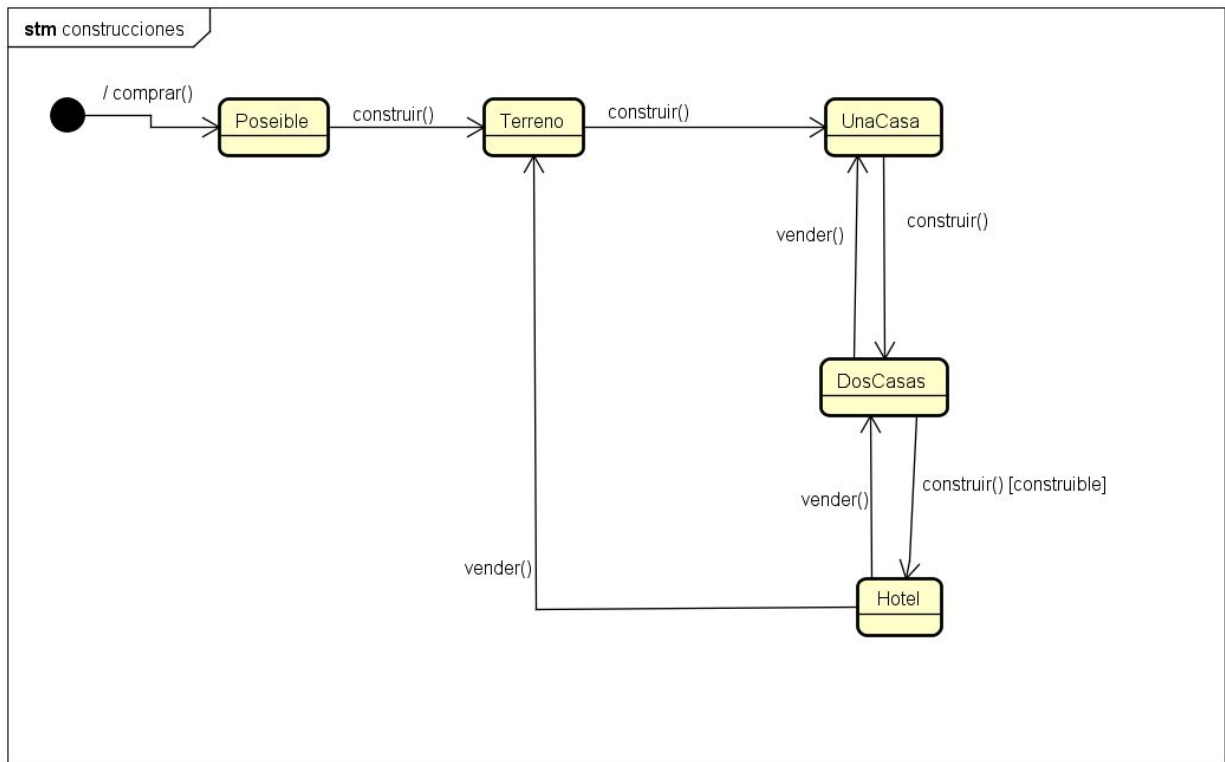 stm construcciones
/ comprar()
Poseible
construir()
Terreno
construir()
UnaCasa
vender()
construir()
DosCasas
vender()
construir() [construible]
vender()
Hotel